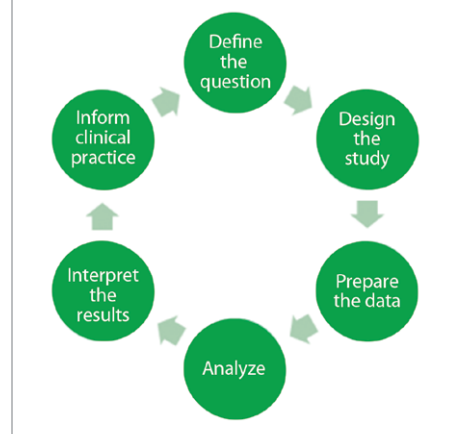 Define
the
question
Design
the
study
Prepare
the data
Analyze
Interpret
the
results
Inform
clinical
practice